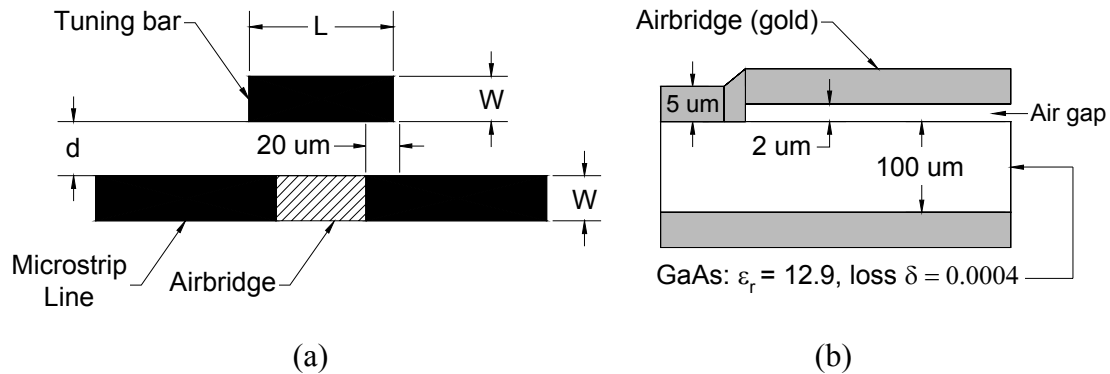 Tuning bar
L
W
d
20 um
W
Microstrip
Line
Airbridge
(a)
Airbridge (gold)
5 um
Air gap
2 um
100 um
GaAs: εr = 12.9, loss δ = 0.0004
(b)